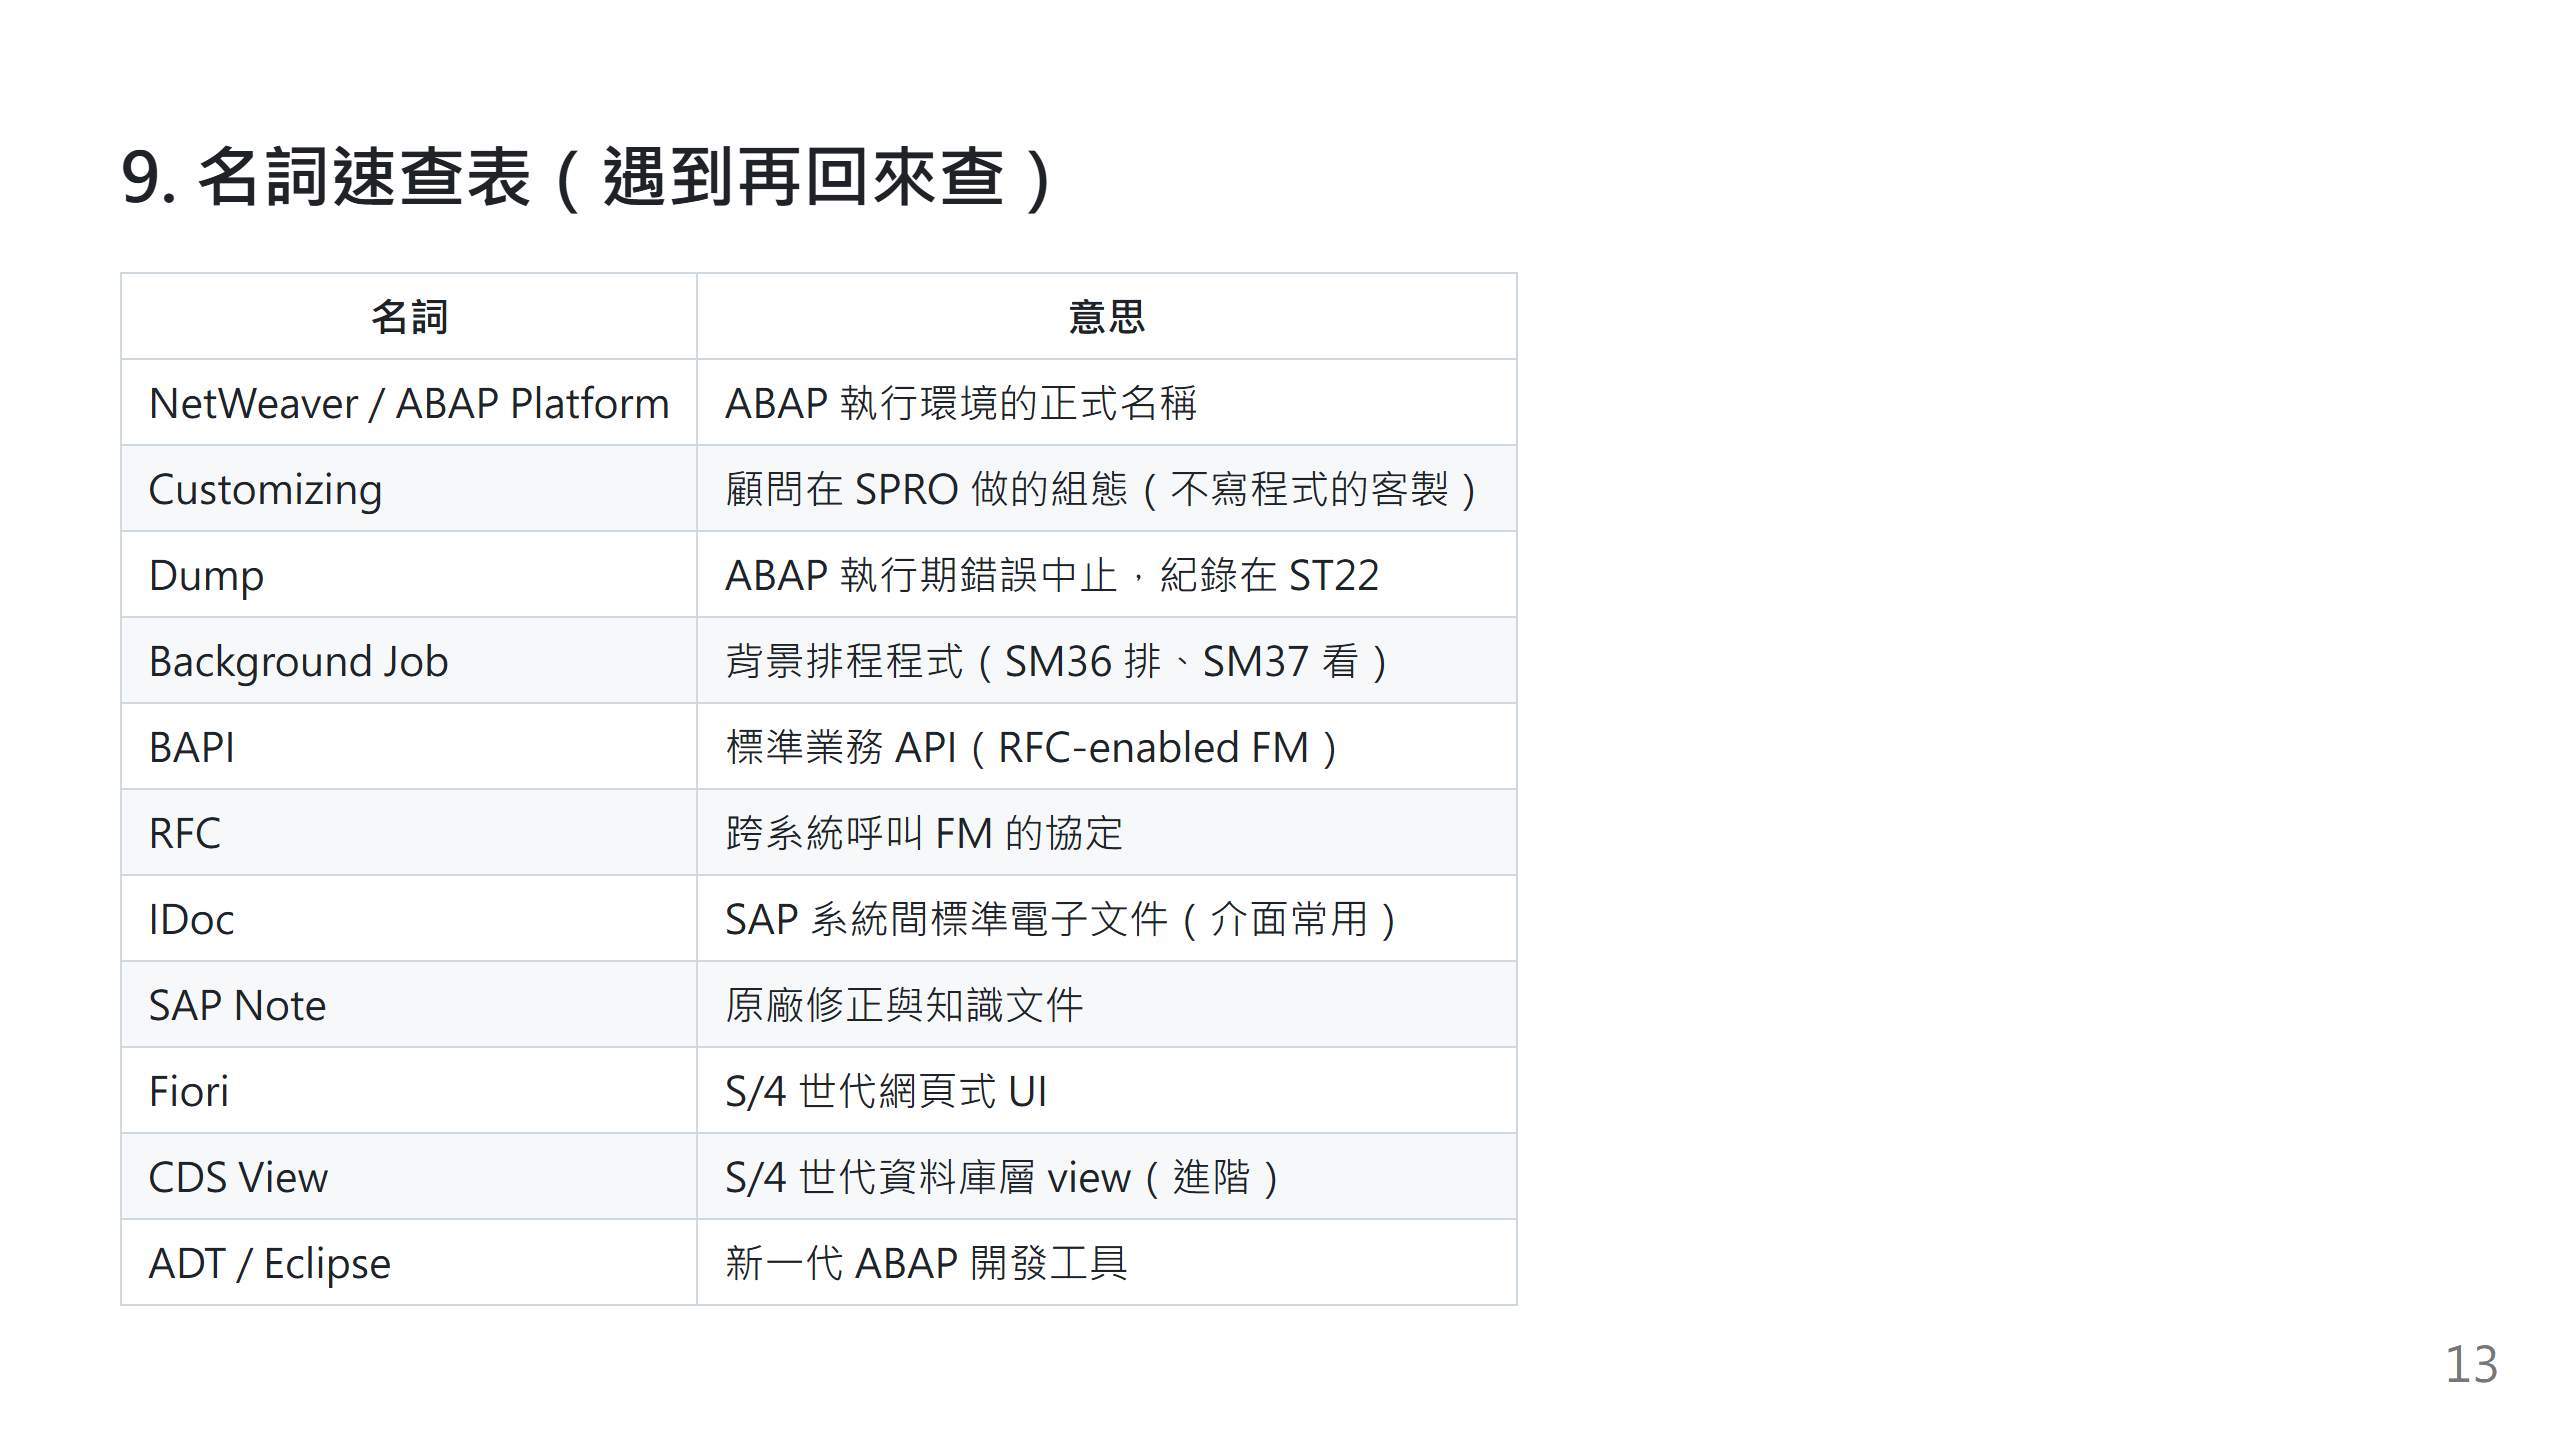 9. 名詞速查表（遇到再回來查）
名詞 意思
NetWeaver / ABAP Platform ABAP 執行環境的正式名稱
Customizing 顧問在 SPRO 做的組態（不寫程式的客製）
Dump ABAP 執行期錯誤中止，紀錄在 ST22
Background Job 背景排程程式（SM36 排、SM37 看）
BAPI 標準業務 API（RFC-enabled FM）
RFC 跨系統呼叫 FM 的協定
IDoc SAP 系統間標準電子文件（介面常用）
SAP Note 原廠修正與知識文件
Fiori S/4 世代網頁式 UI
CDS View S/4 世代資料庫層 view（進階）
ADT / Eclipse 新一代 ABAP 開發工具
13